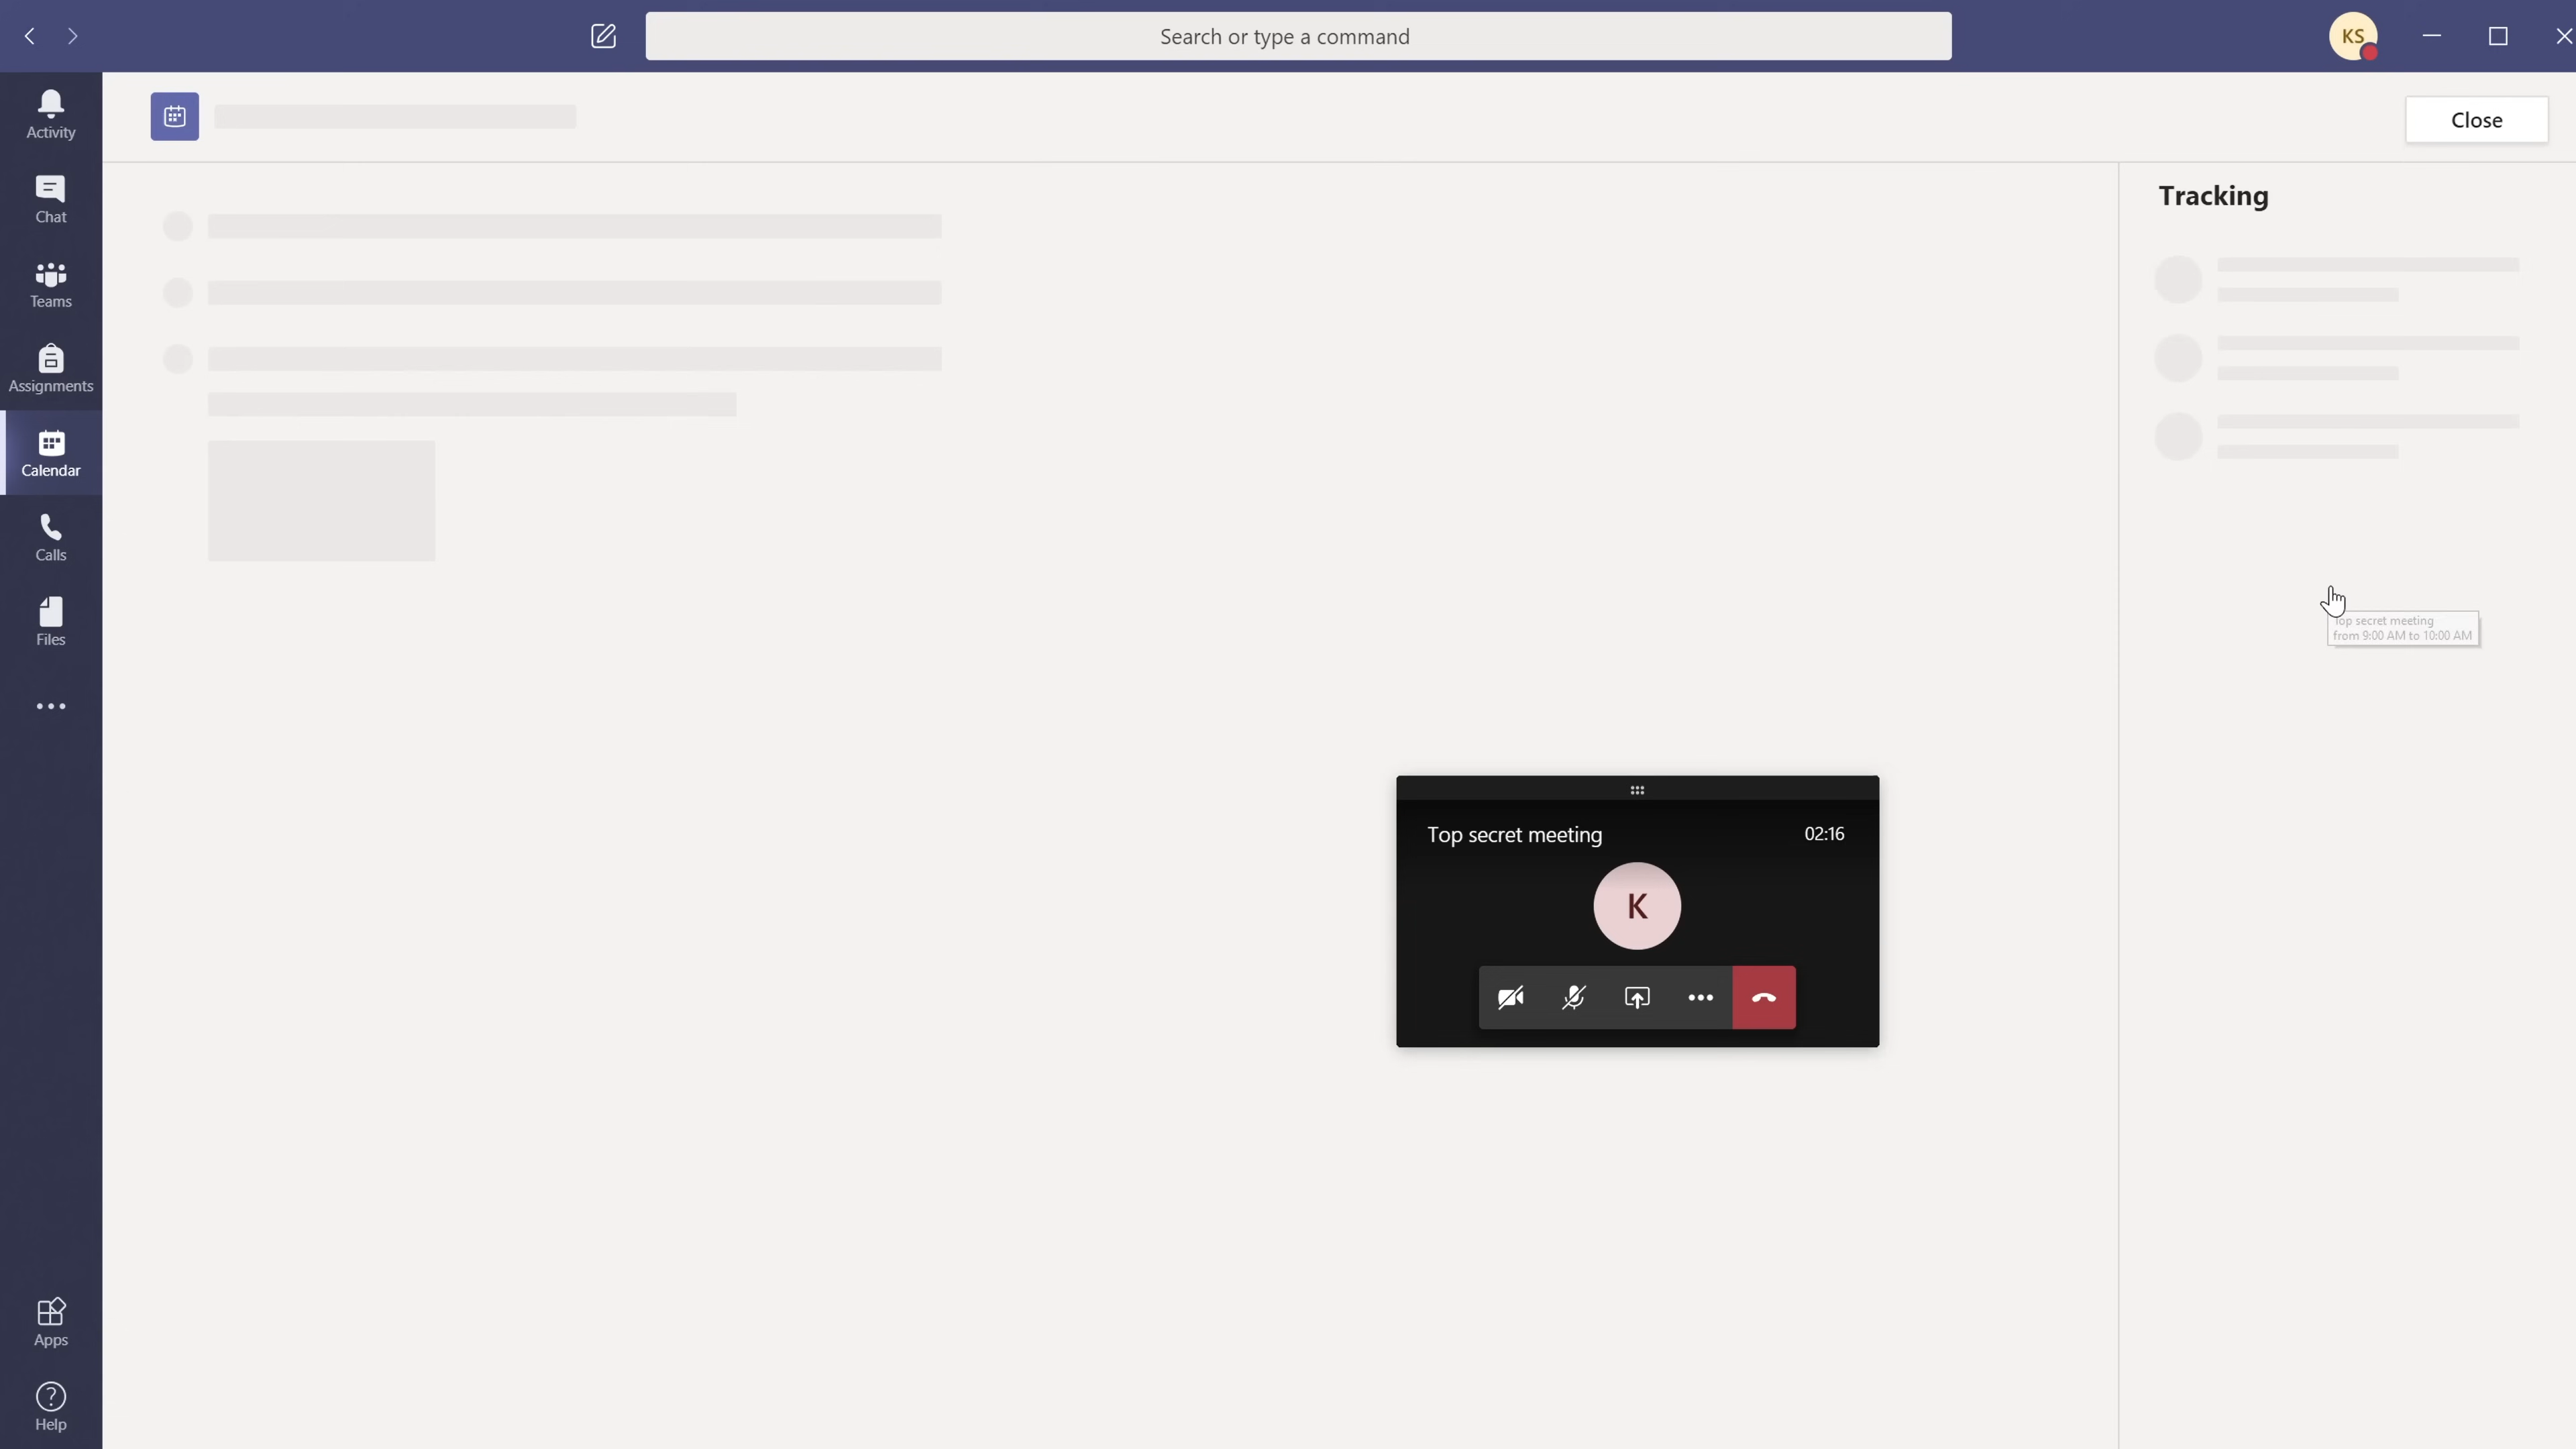 Search or type a command
KS
Activity
Chat
Teams
Assignments
Calendar
Calls
Files
Apps
Help
Close
Tracking
Top secret meeting
from 9:00 AM to 10:00 AM
Top secret meeting
02:16
K